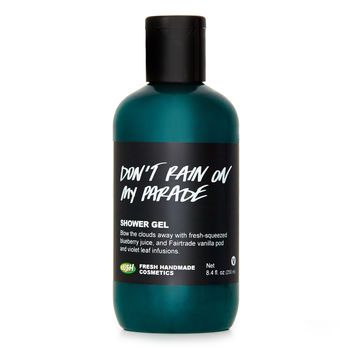 DON'T RAIN ON
MY PARADE
SHOWER GEL
Blow the clouds away with fresh-squeezed
blueberry juice, and Fairtrade vanilla pod
and violet leaf infusions.
LUSH
FRESH HANDMADE
COSMETICS
Net
8.4 fl. oz (250 ml)